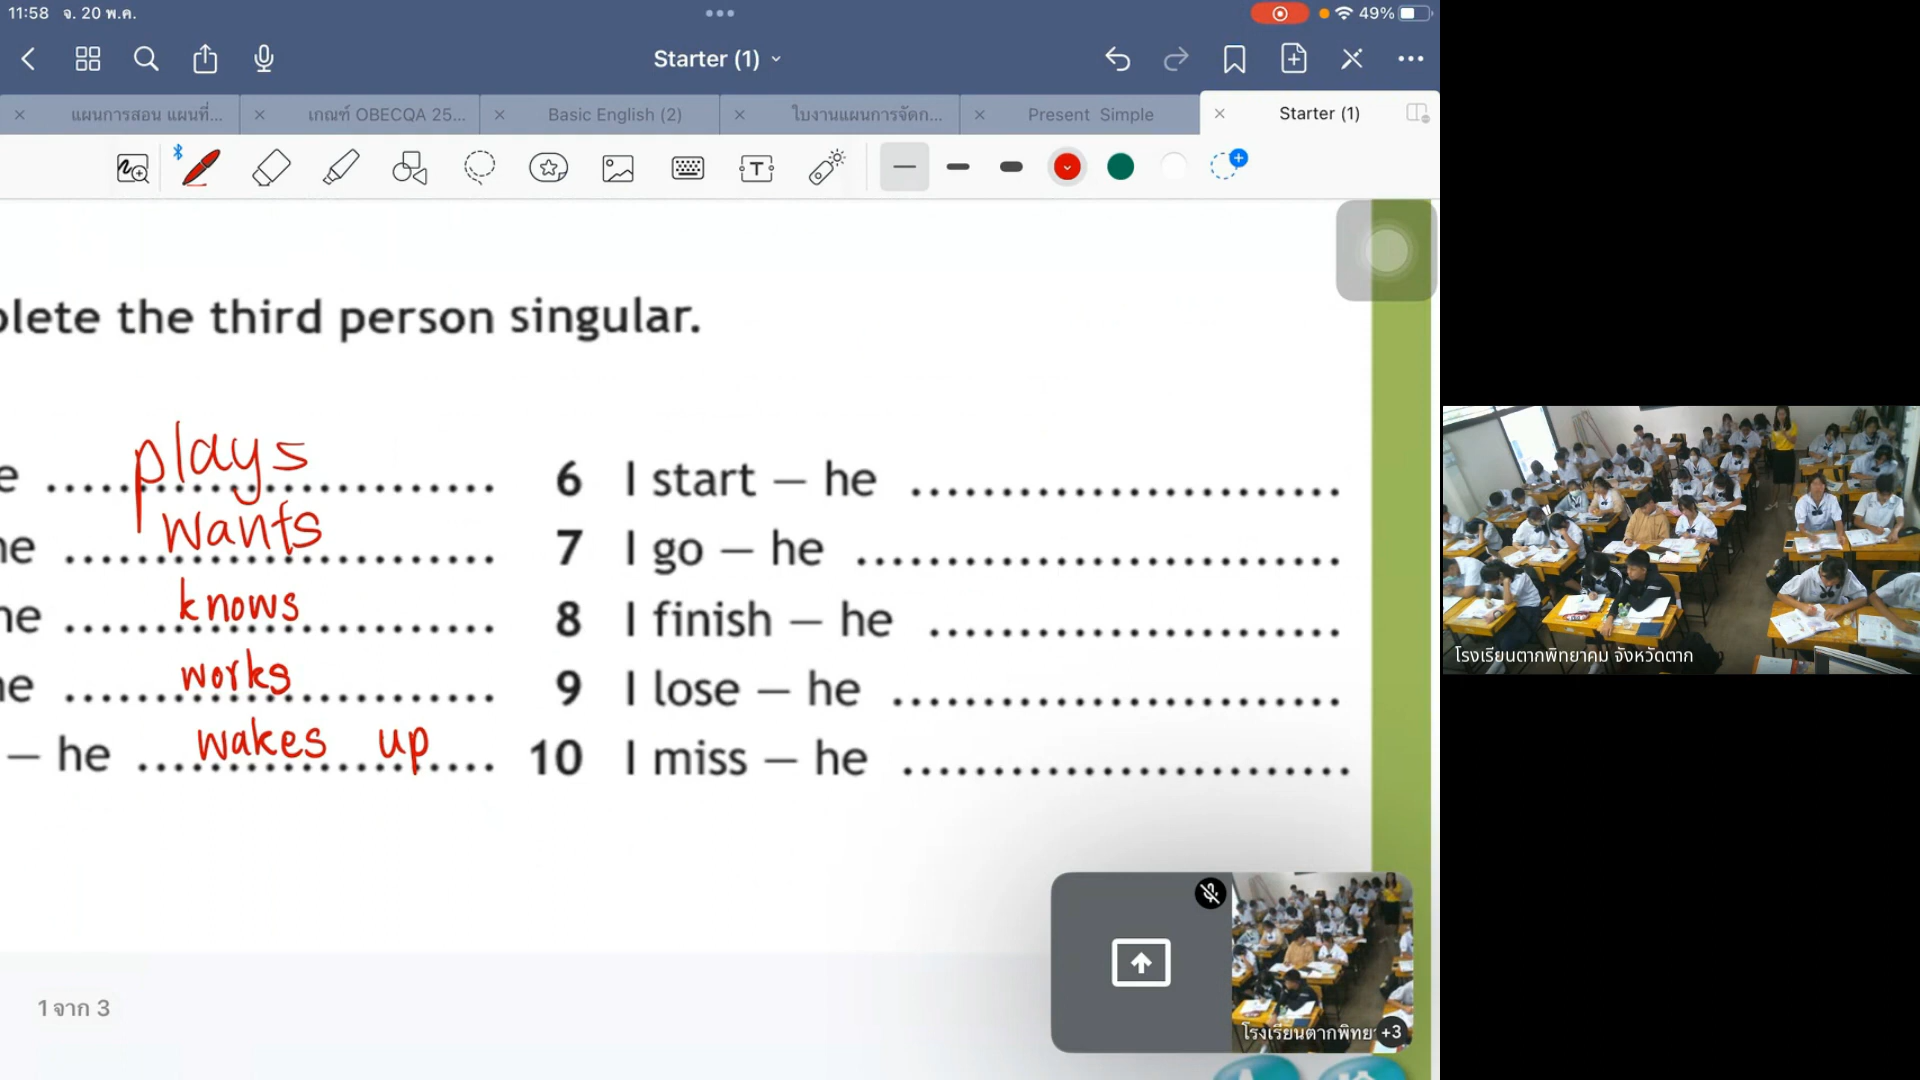 11:58 จ. 20 พ.ค.
49%
Starter (1)
แผนการสอน แผนที่...
เกณฑ์ OBECQA 25...
Basic English (2)
ใบงานแผนการจัดก...
Present Simple
Starter (1)
plete the third person singular.
e ........ plays
he ........ wants
he ........ knows
he ........ works
– he ........ wakes up
6 I start – he ........
7 I go – he ........
8 I finish – he ........
9 I lose – he ........
10 I miss – he ........
1 จาก 3
โรงเรียนตากพิทยา +3
โรงเรียนตากพิทยาคม จังหวัดตาก